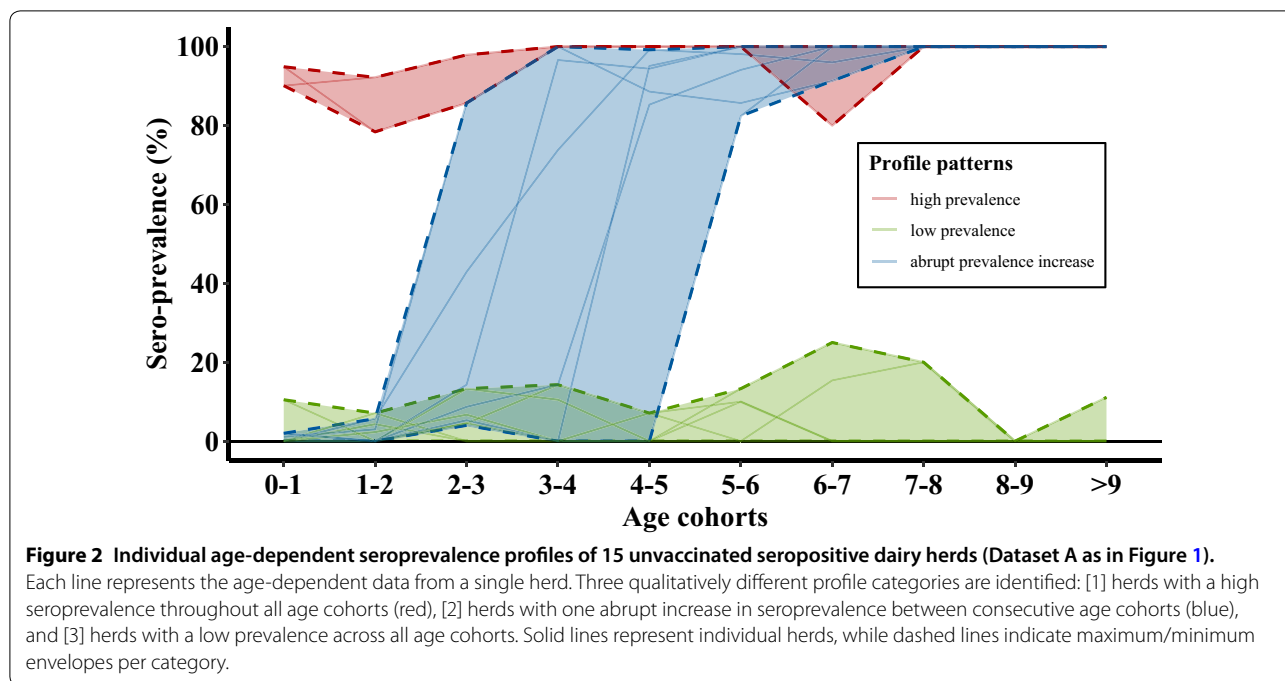 100
80
60
40
20
0
Sero-prevalence (%)
Profile patterns
high prevalence
low prevalence
abrupt prevalence increase
0-1 1-2 2-3 3-4 4-5 5-6 6-7 7-8 8-9 >9
Age cohorts
Figure 2 Individual age-dependent seroprevalence profiles of 15 unvaccinated seropositive dairy herds (Dataset A as in Figure 1).
Each line represents the age-dependent data from a single herd. Three qualitatively different profile categories are identified: [1] herds with a high
seroprevalence throughout all age cohorts (red), [2] herds with one abrupt increase in seroprevalence between consecutive age cohorts (blue),
and [3] herds with a low prevalence across all age cohorts. Solid lines represent individual herds, while dashed lines indicate maximum/minimum
envelopes per category.